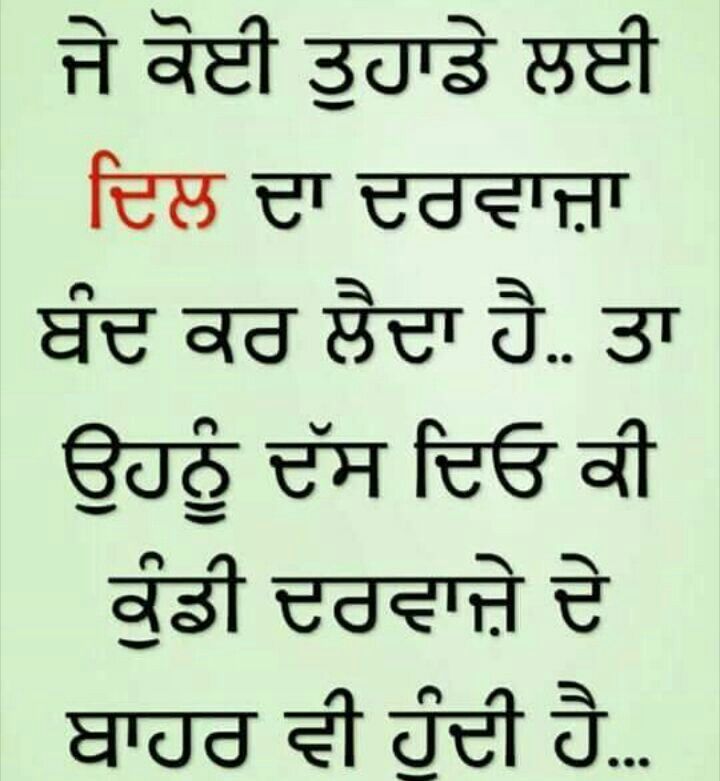 ਜੇ ਕੋਈ ਤੁਹਾਡੇ ਲਈ
ਦਿਲ ਦਾ ਦਰਵਾਜ਼ਾ
ਬੰਦ ਕਰ ਲੈਦਾ ਹੈ.. ਤਾ
ਉਹਨੂੰ ਦੱਸ ਦਿਓ ਕੀ
ਕੁੰਡੀ ਦਰਵਾਜ਼ੇ ਦੇ
ਬਾਹਰ ਵੀ ਹੁੰਦੀ ਹੈ...